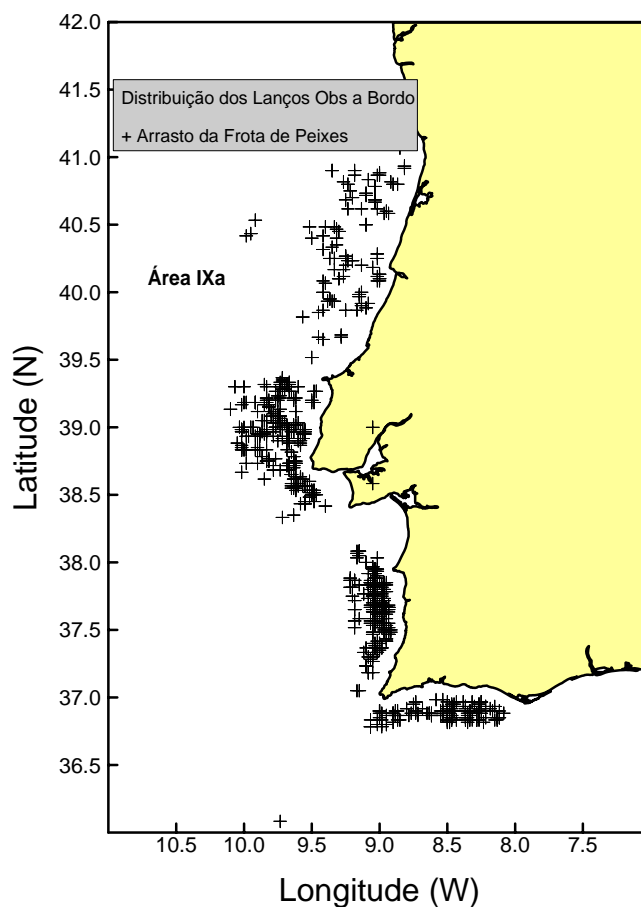 42.0
41.5
Distribuição dos Lanços Obs a Bordo
+ Arrasto da Frota de Peixes
41.0
40.5
Área IXa
40.0
39.5
39.0
38.5
38.0
37.5
37.0
36.5
Latitude (N)
10.5 10.0 9.5 9.0 8.5 8.0 7.5 7.0
Longitude (W)